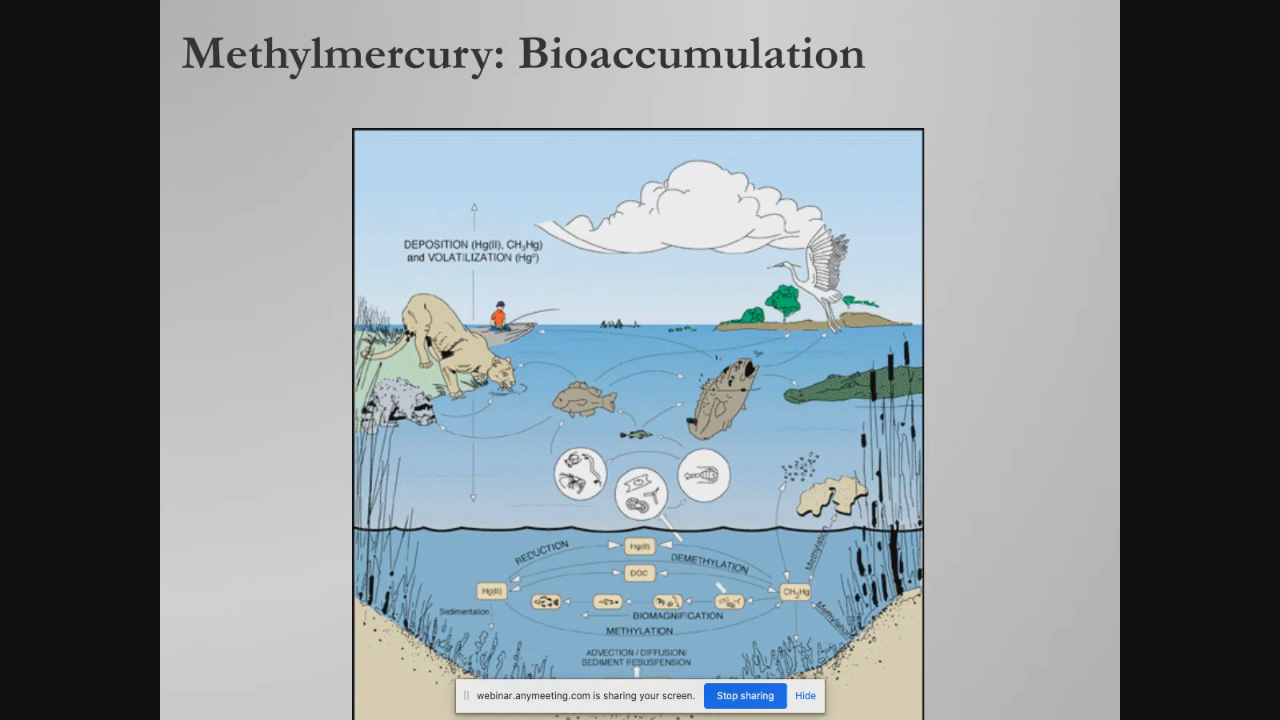 Methylmercury: Bioaccumulation
DEPOSITION (Hg(II), CH₃Hg)
and VOLATILIZATION (Hg⁰)
Hg(0)
REDUCTION
DEMETHYLATION
DOC
Hg(II)
CH₃Hg
Methylation
Sedimentation
BIOMAGNIFICATION
METHYLATION
Methylation
ADVECTION / DIFFUSION/
SEDIMENT RESUSPENSION
webinar.anymeeting.com is sharing your screen.
Stop sharing
Hide